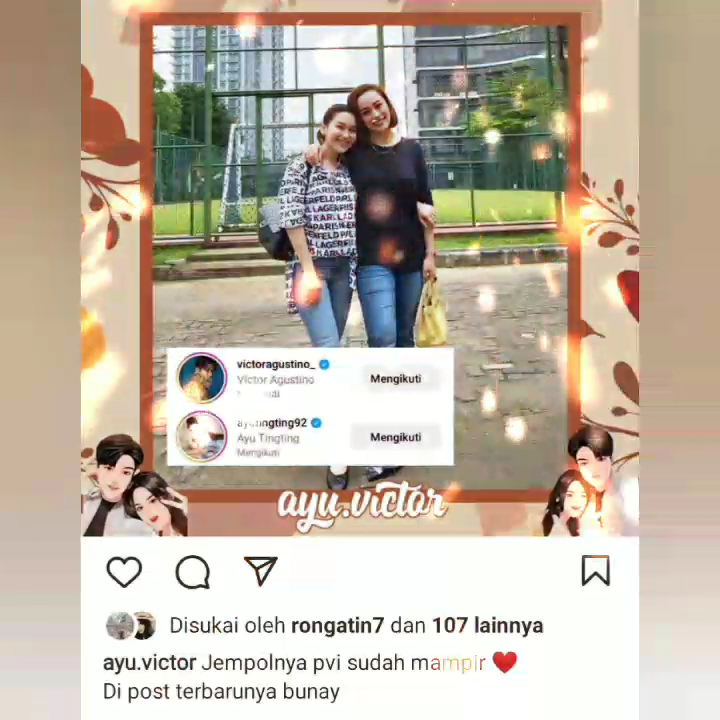 victoragustino_
Victor Agustino
Mengikuti
ngting92
Ayu Tingting
Mengikuti
Mengikuti
ayu.victor
Disukai oleh rongatin7 dan 107 lainnya
ayu.victor Jempolnya pvi sudah mampir ❤️
Di post terbarunya bunay